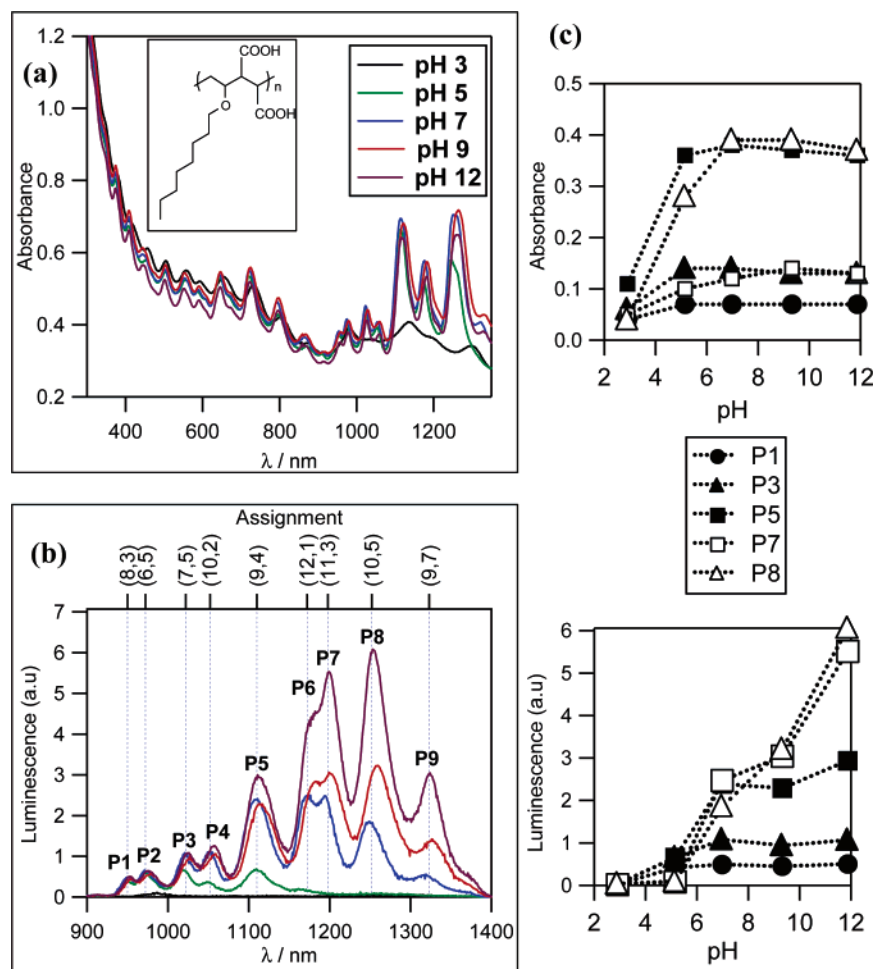 (a)
1.2
1.0
0.8
0.6
0.4
0.2
Absorbance
COOH
n
O
COOH
pH 3
pH 5
pH 7
pH 9
pH 12
400 600 800 1000 1200
λ / nm
(b)
Assignment
(8,3) (6,5) (7,5) (10,2) (9,4) (12,1) (11,3) (10,5) (9,7)
7
6
5
4
3
2
1
0
Luminescence (a.u)
P1 P2 P3 P4 P5 P6 P7 P8 P9
900 1000 1100 1200 1300 1400
λ / nm
(c)
0.5
0.4
0.3
0.2
0.1
0.0
Absorbance
2 4 6 8 10 12
pH
P1
P3
P5
P7
P8
6
5
4
3
2
1
0
Luminescence (a.u)
2 4 6 8 10 12
pH